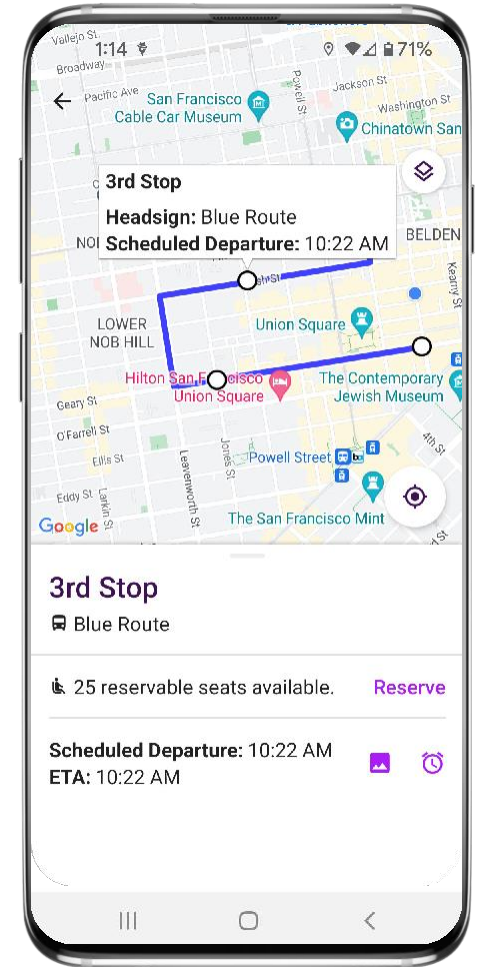 Vallejo St
1:14
71%
Broadway
Pacific Ave
Powell St
Jackson St
San Francisco
Cable Car Museum
Washington St
Chinatown San
3rd Stop
Headsign: Blue Route
Scheduled Departure: 10:22 AM
BELDEN
Kearny St
LOWER
NOB HILL
Union Square
Hilton San Francisco
Union Square
The Contemporary
Jewish Museum
Geary St
O'Farrell St
4th St
Ellis St
Jones St
Leavenworth St
Powell Street
Eddy St
Larkin St
The San Francisco Mint
Google
3rd Stop
Blue Route
25 reservable seats available.
Reserve
Scheduled Departure: 10:22 AM
ETA: 10:22 AM